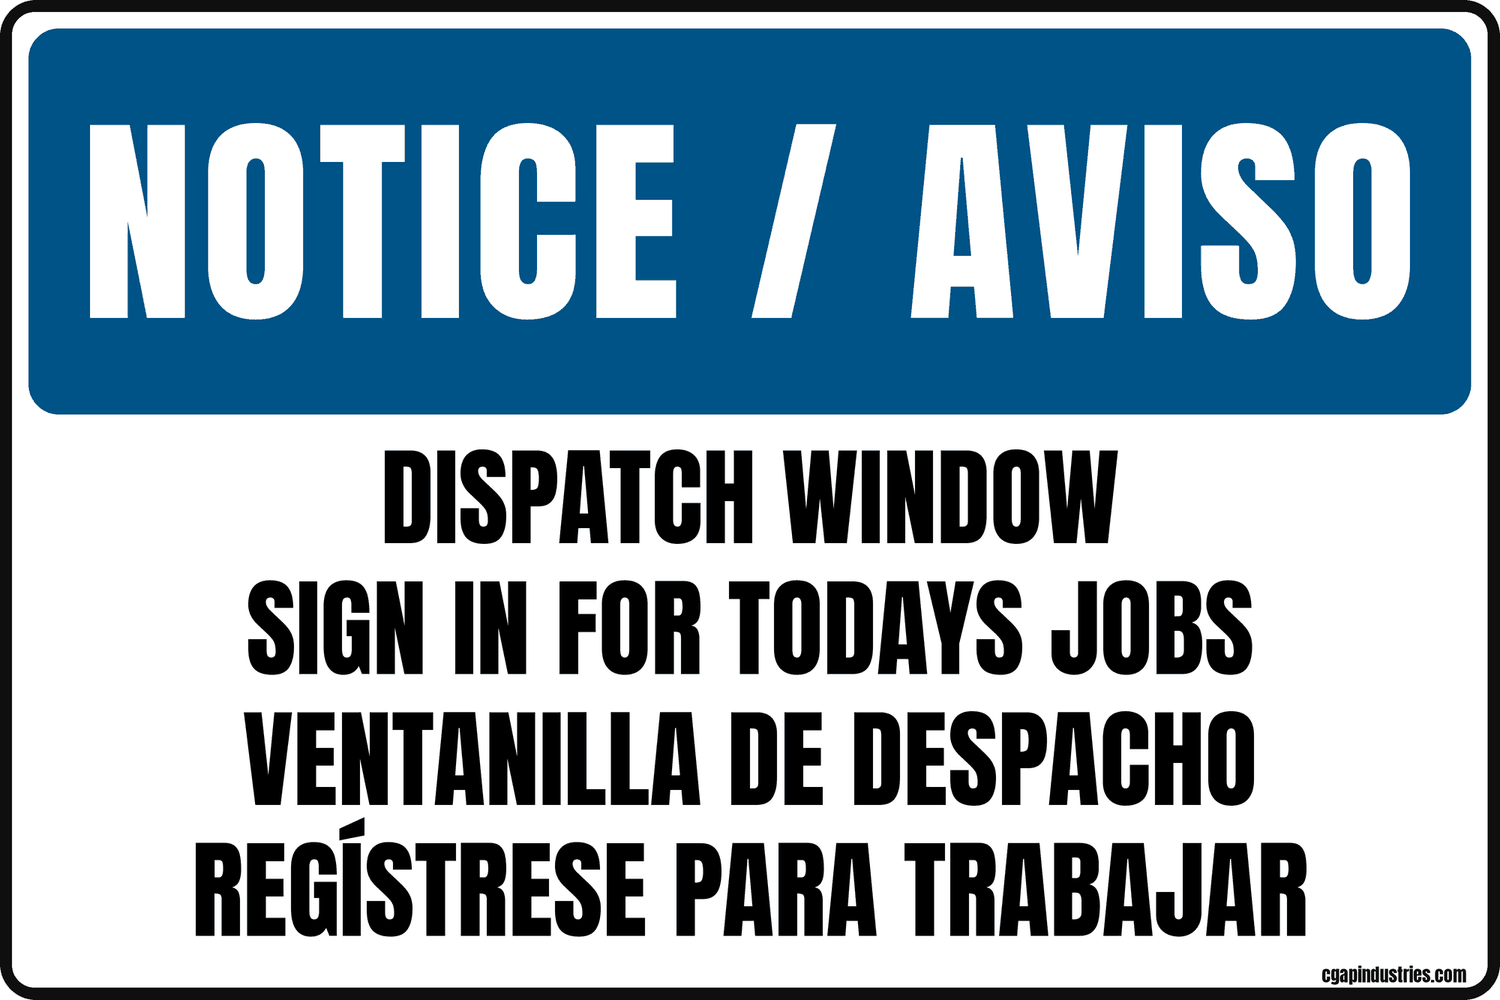 NOTICE / AVISO
DISPATCH WINDOW
SIGN IN FOR TODAYS JOBS
VENTANILLA DE DESPACHO
REGÍSTRESE PARA TRABAJAR
cgapindustries.com